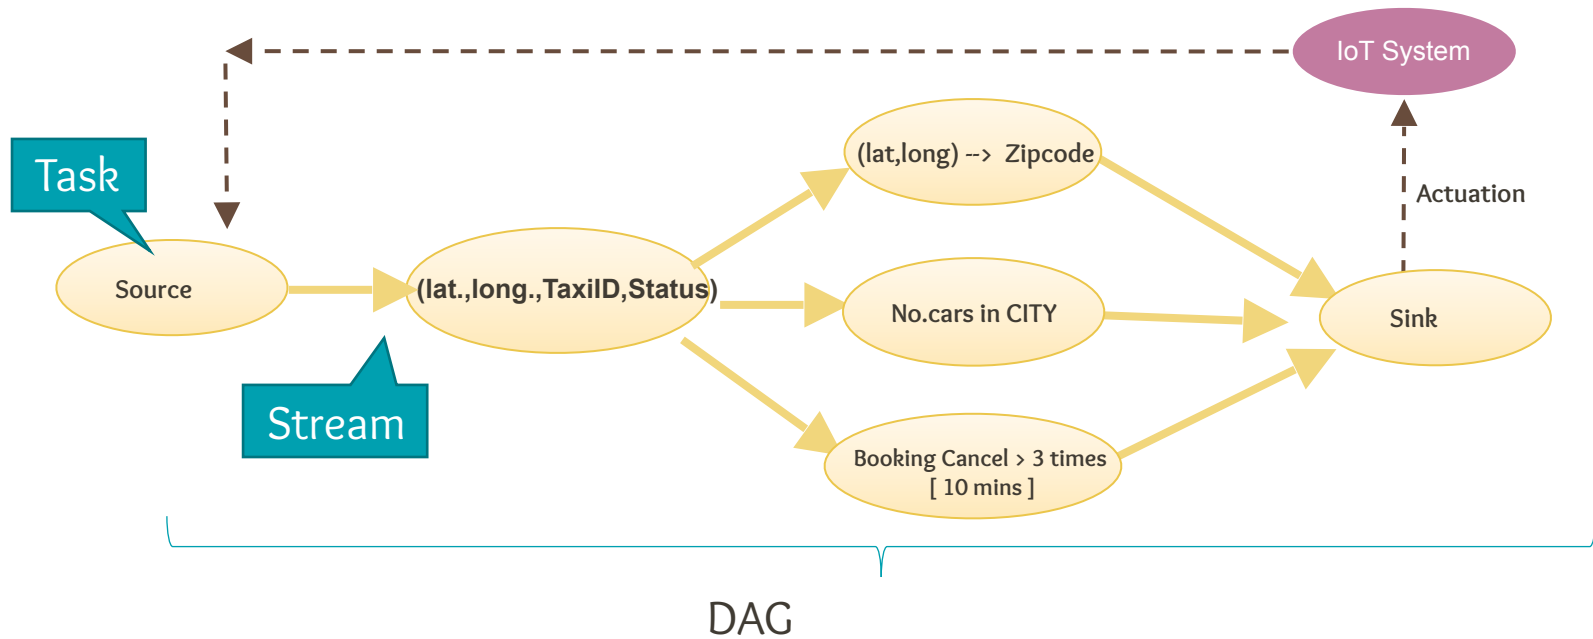 IoT System
(lat,long) --> Zipcode
Task
Actuation
Source
(lat.,long.,TaxiID,Status)
No.cars in CITY
Sink
Stream
Booking Cancel > 3 times
[ 10 mins ]
DAG